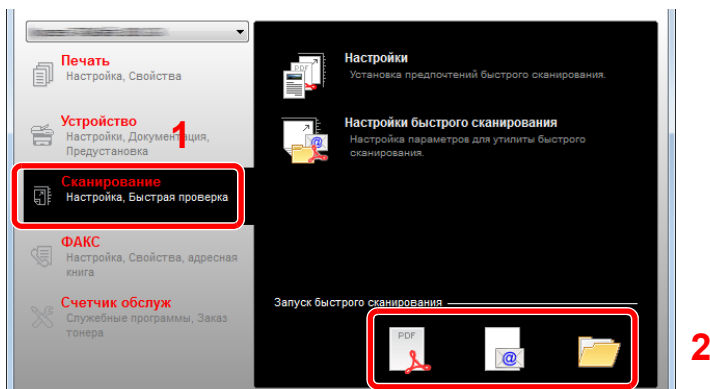 Печать
Настройка, Свойства
Устройство
Настройки, Документация,
Предустановка
1
Сканирование
Настройка, Быстрая проверка
ФАКС
Настройка, Свойства, адресная
книга
Счетчик обслуж
Служебные программы, Заказ
тонера
Настройки
Установка предпочтений быстрого сканирования.
Настройки быстрого сканирования
Настройка параметров для утилиты быстрого
сканирования.
Запуск быстрого сканирования
PDF
@
2